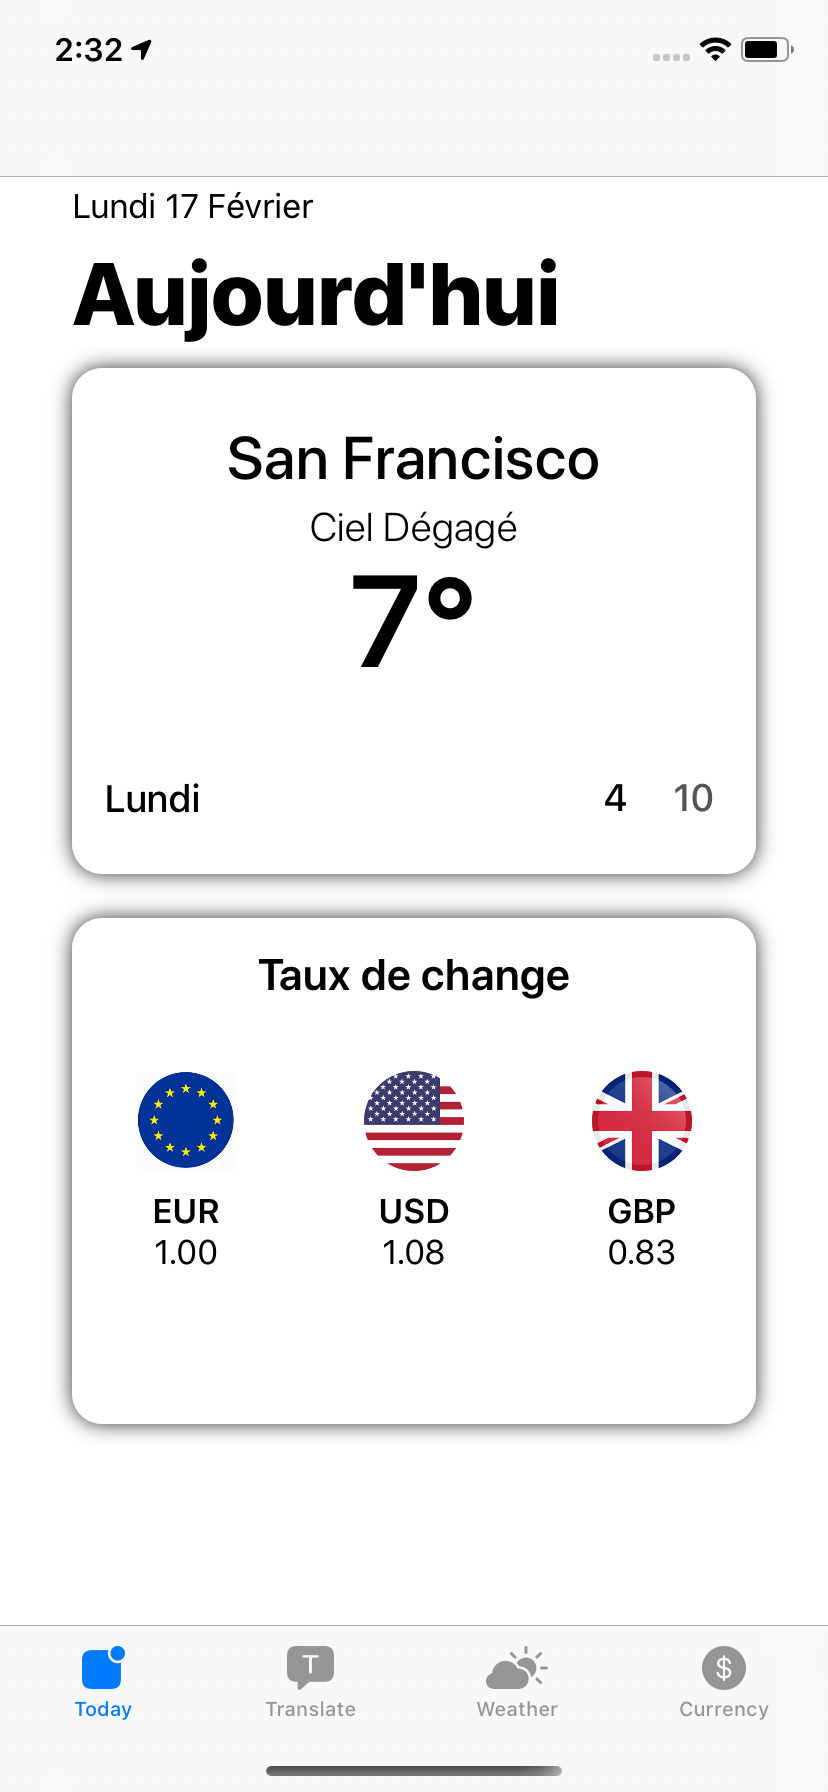 2:32
Lundi 17 Février
Aujourd'hui
San Francisco
Ciel Dégagé
7°
Lundi 4 10
Taux de change
EUR USD GBP
1.00 1.08 0.83
T $
Today Translate Weather Currency